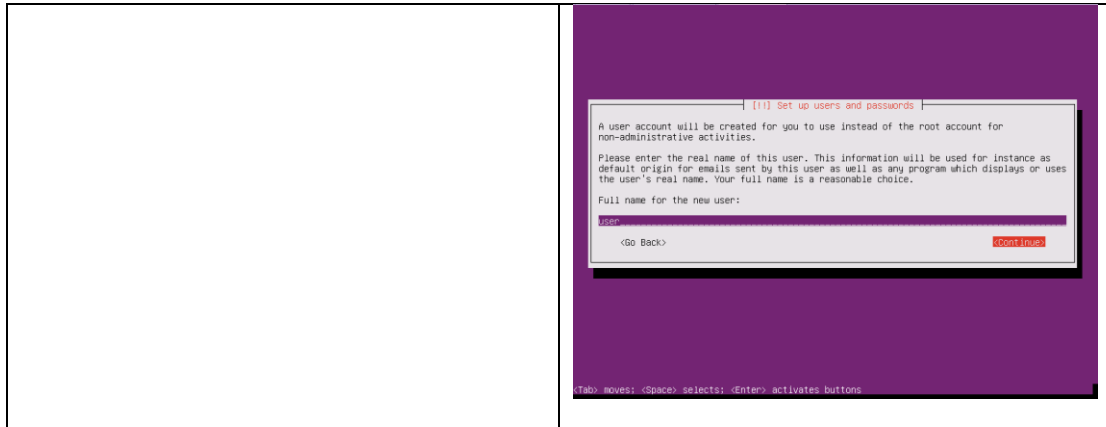 [!!] Set up users and passwords
A user account will be created for you to use instead of the root account for
non-administrative activities.
Please enter the real name of this user. This information will be used for instance as
default origin for emails sent by this user as well as any program which displays or uses
the user's real name. Your full name is a reasonable choice.
Full name for the new user:
user
<Go Back> <Continue>
<Tab> moves; <Space> selects; <Enter> activates buttons